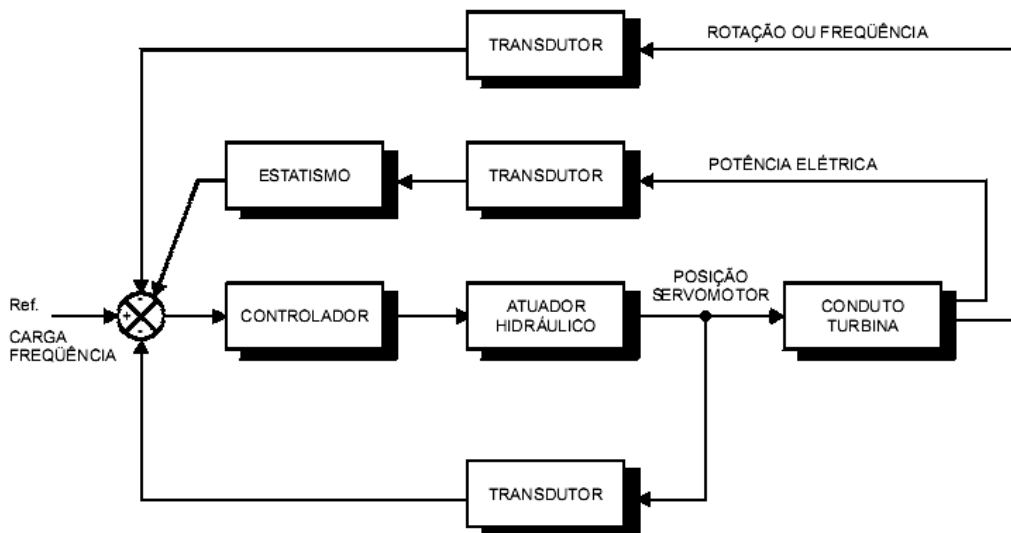 TRANSDUTOR
ROTAÇÃO OU FREQÜÊNCIA
ESTATISMO
TRANSDUTOR
POTÊNCIA ELÉTRICA
Ref.
CARGA
FREQÜÊNCIA
+
-
-
CONTROLADOR
ATUADOR
HIDRÁULICO
POSIÇÃO
SERVOMOTOR
CONDUTO
TURBINA
TRANSDUTOR